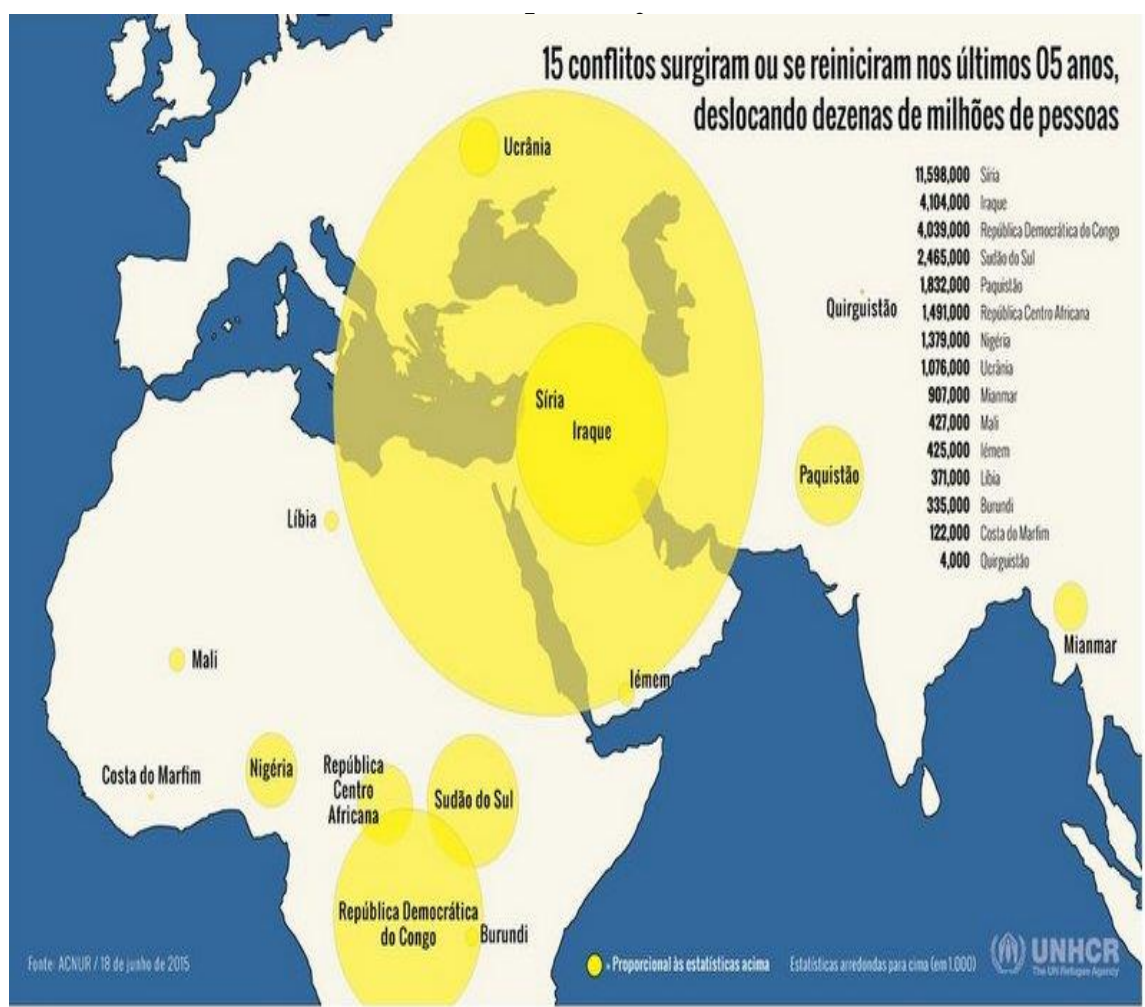 15 conflitos surgiram ou se reiniciram nos últimos 05 anos,
deslocando dezenas de milhões de pessoas
11,598,000 Síria
4,104,000 Iraque
4,039,000 República Democrática do Congo
2,465,000 Sudão do Sul
1,832,000 Paquistão
1,491,000 República Centro Africana
1,379,000 Nigéria
1,076,000 Ucrânia
907,000 Mianmar
427,000 Mali
425,000 Iémem
371,000 Líbia
335,000 Burundi
122,000 Costa do Marfim
4,000 Quirguistão
Ucrânia
Quirguistão
Síria
Iraque
Paquistão
Líbia
Mianmar
Mali
Iémem
Costa do Marfim
Nigéria
República
Centro
Africana
Sudão do Sul
República Democrática
do Congo
Burundi
Fonte: ACNUR / 18 de junho de 2015
= Proporcional às estatísticas acima
Estatísticas arredondas para cima (em 1.000)
UNHCR
The UN Refugee Agency